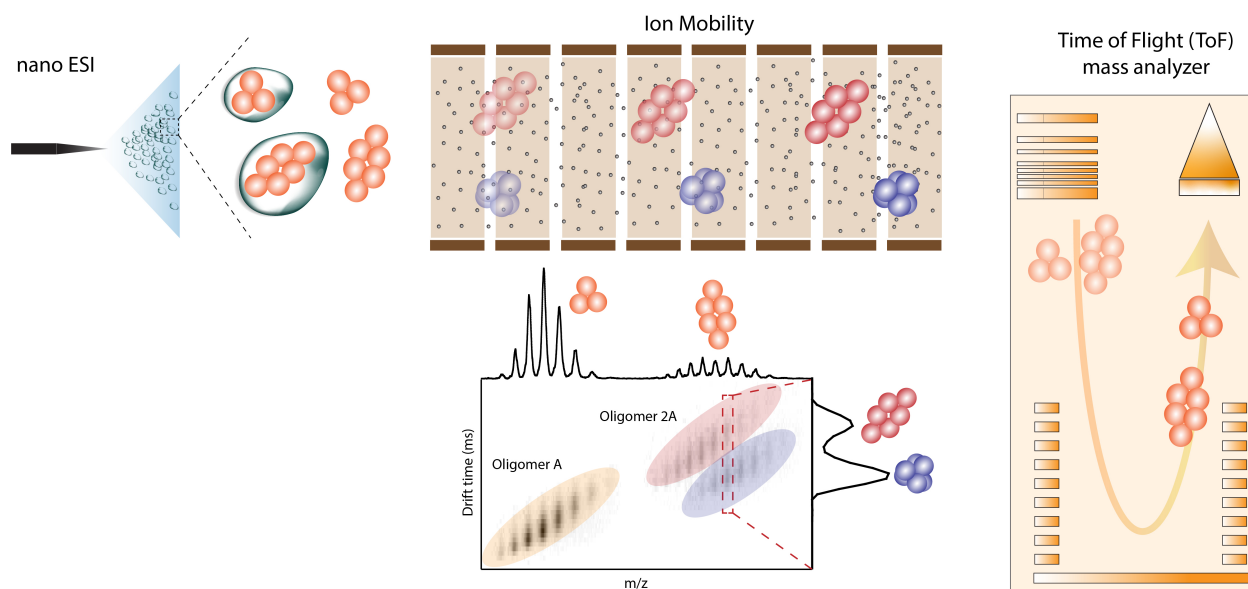 nano ESI
Ion Mobility
Time of Flight (ToF)
mass analyzer
Oligomer 2A
Oligomer A
Drift time (ms)
m/z